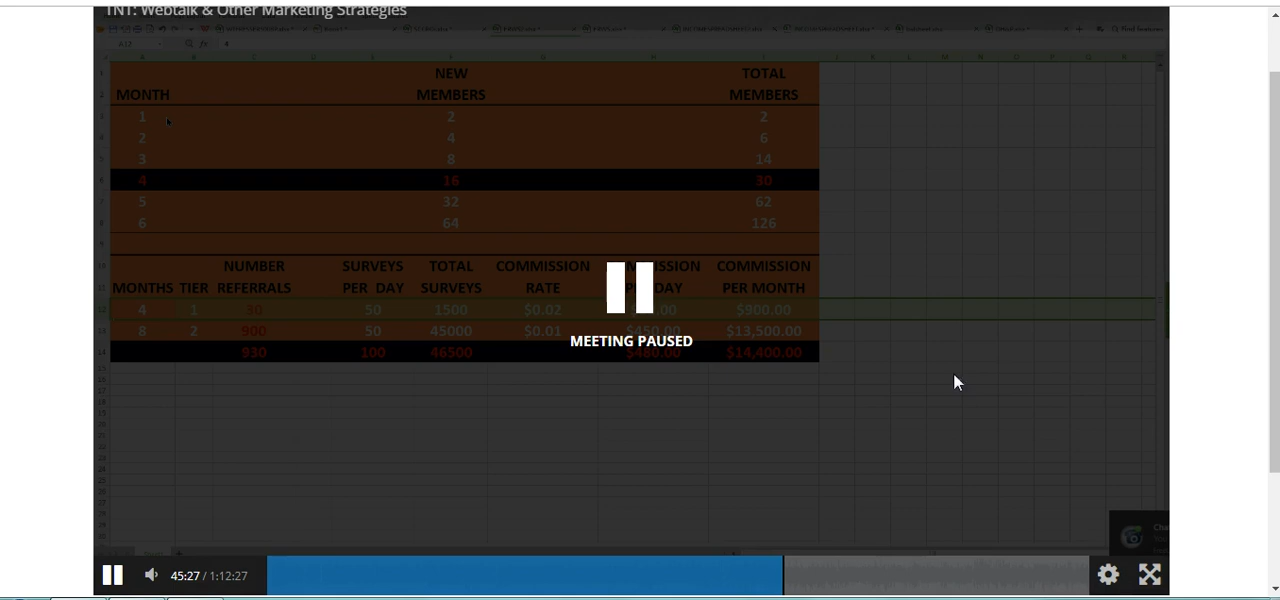 TNT: Webtalk & Other Marketing Strategies
A12 fx 4
NEW TOTAL
MONTH MEMBERS MEMBERS
1 2 2
2 4 6
3 8 14
4 16 30
5 32 62
6 64 126
NUMBER SURVEYS TOTAL COMMISSION COMMISSION
MONTHS TIER REFERRALS PER DAY SURVEYS RATE PER MONTH
4 1 30 50 1500 $0.02 $900.00
8 2 900 50 45000 $0.01 $450.00 $13,500.00
930 100 46500 $480.00 $14,400.00
MEETING PAUSED
45:27 / 1:12:27